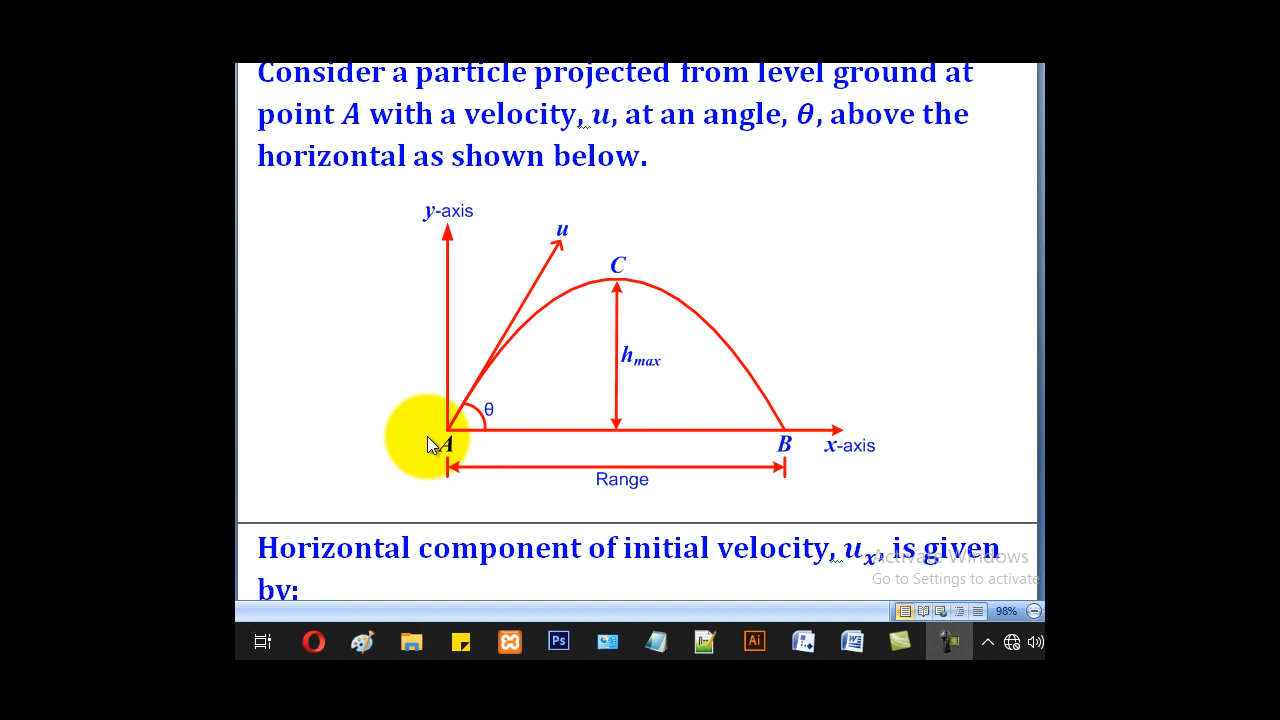 Consider a particle projected from level ground at
point A with a velocity, u, at an angle, θ, above the
horizontal as shown below.
y-axis
u
C
h_max
θ
A
B
x-axis
Range
Horizontal component of initial velocity, u_x, is given
by:
Activate Windows
Go to Settings to activate
98%
Ps
Ai
W